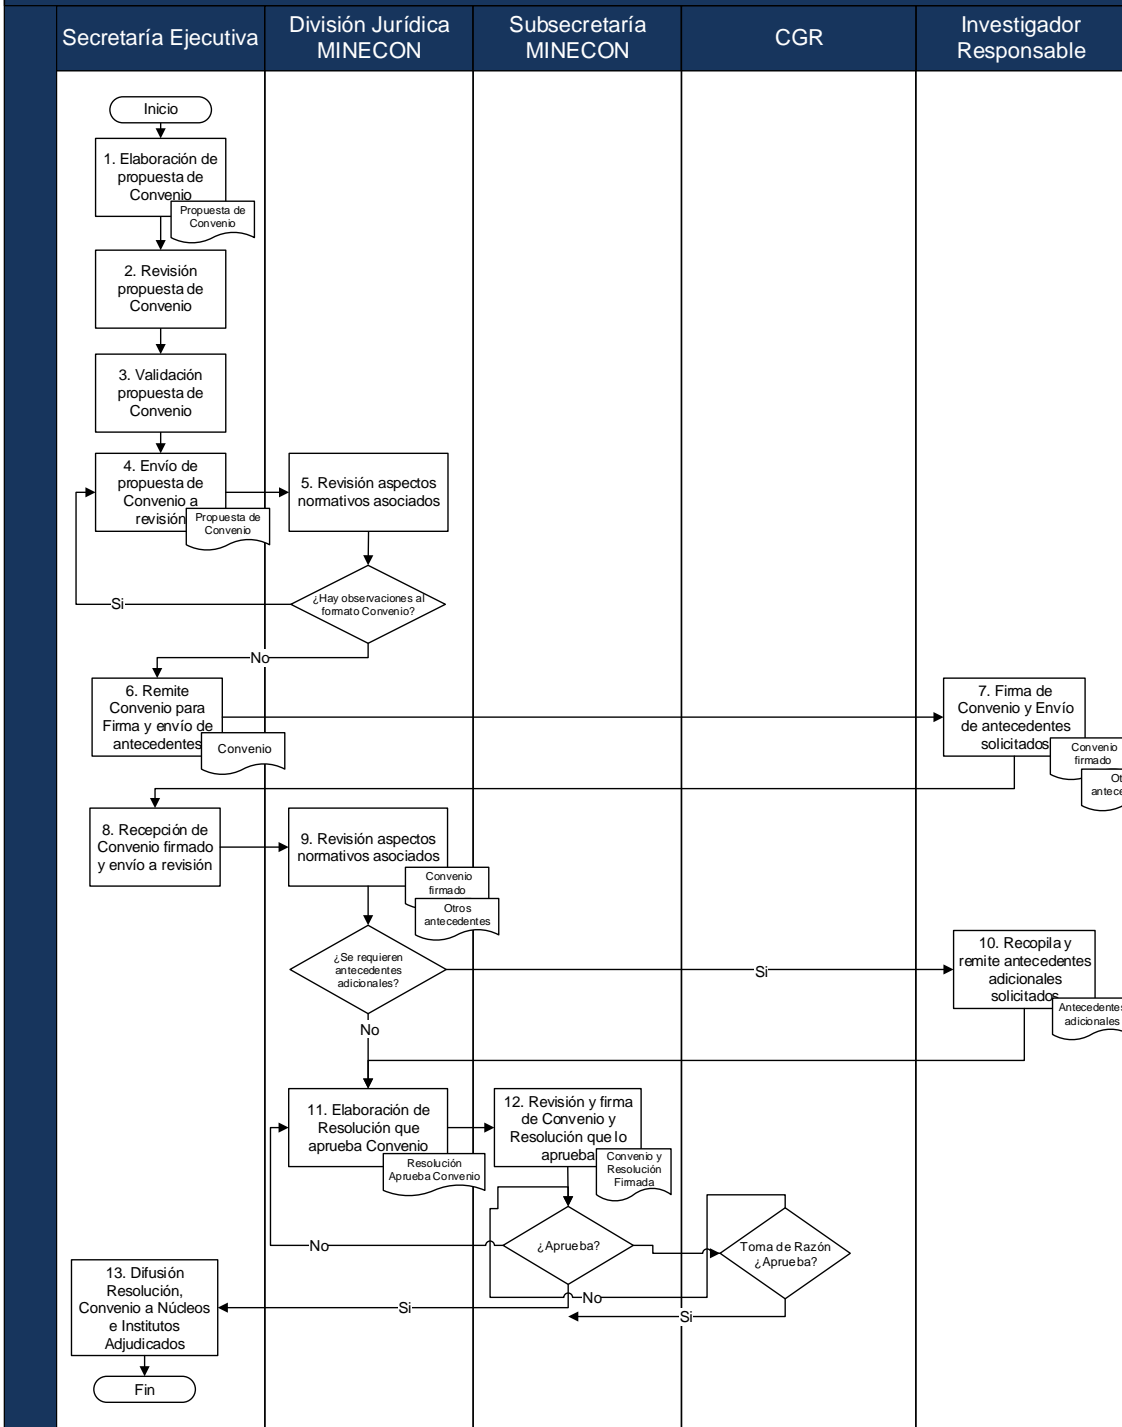 Secretaría Ejecutiva
División Jurídica
MINECON
Subsecretaría
MINECON
CGR
Investigador
Responsable
Inicio
1. Elaboración de
propuesta de
Convenio
Propuesta de
Convenio
2. Revisión
propuesta de
Convenio
3. Validación
propuesta de
Convenio
4. Envío de
propuesta de
Convenio a
revisión
Propuesta de
Convenio
5. Revisión aspectos
normativos asociados
¿Hay observaciones al
formato Convenio?
Si
No
6. Remite
Convenio para
Firma y envío de
antecedentes
Convenio
7. Firma de
Convenio y Envío
de antecedentes
solicitados
Convenio
firmado
Ot
antece
8. Recepción de
Convenio firmado
y envío a revisión
9. Revisión aspectos
normativos asociados
Convenio
firmado
Otros
antecedentes
¿Se requieren
antecedentes
adicionales?
Si
No
10. Recopila y
remite antecedentes
adicionales
solicitados
Antecedentes
adicionales
11. Elaboración de
Resolución que
aprueba Convenio
Resolución
Aprueba Convenio
12. Revisión y firma
de Convenio y
Resolución que lo
aprueba
Convenio y
Resolución
Firmada
¿Aprueba?
No
Toma de Razón
¿Aprueba?
No
Si
Si
13. Difusión
Resolución,
Convenio a Núcleos
e Institutos
Adjudicados
Fin